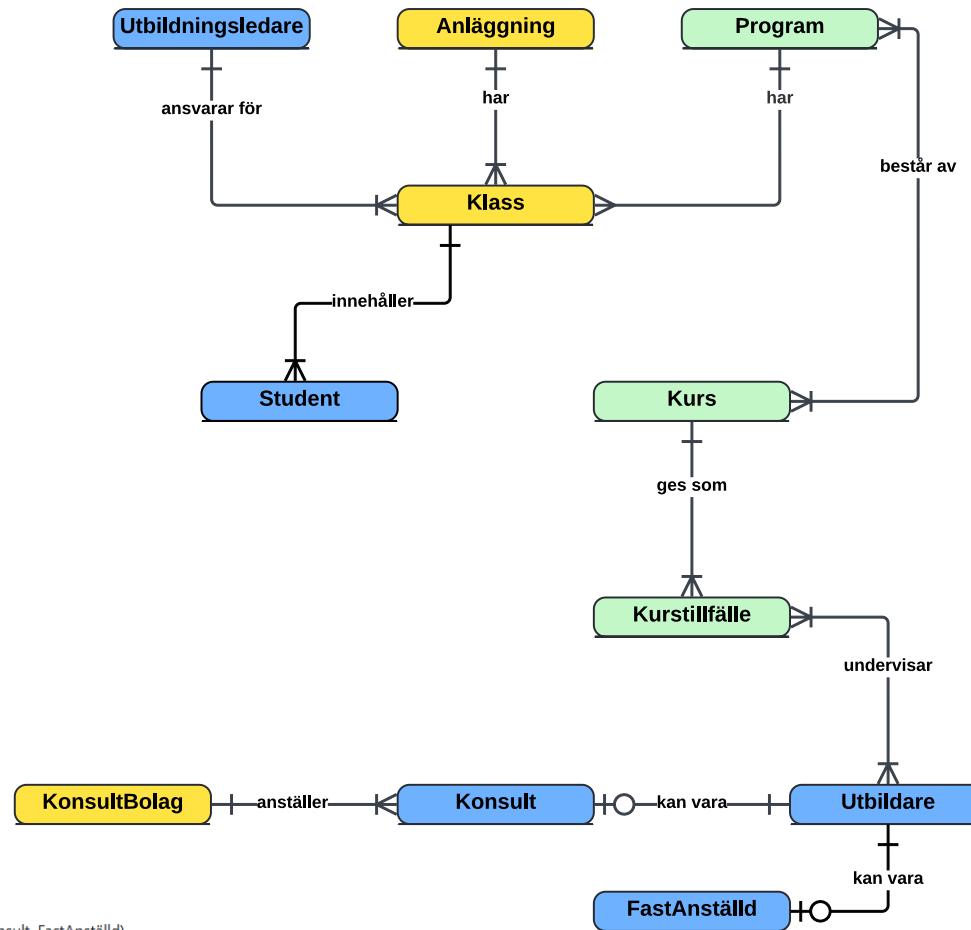 Utbildningsledare
Anläggning
Program
ansvarar för
har
har
består av
Klass
innehåller
Student
Kurs
ges som
Kurstillfälle
undervisar
KonsultBolag
anställer
Konsult
kan vara
Utbildare
kan vara
FastAnställd
FastAnställd)